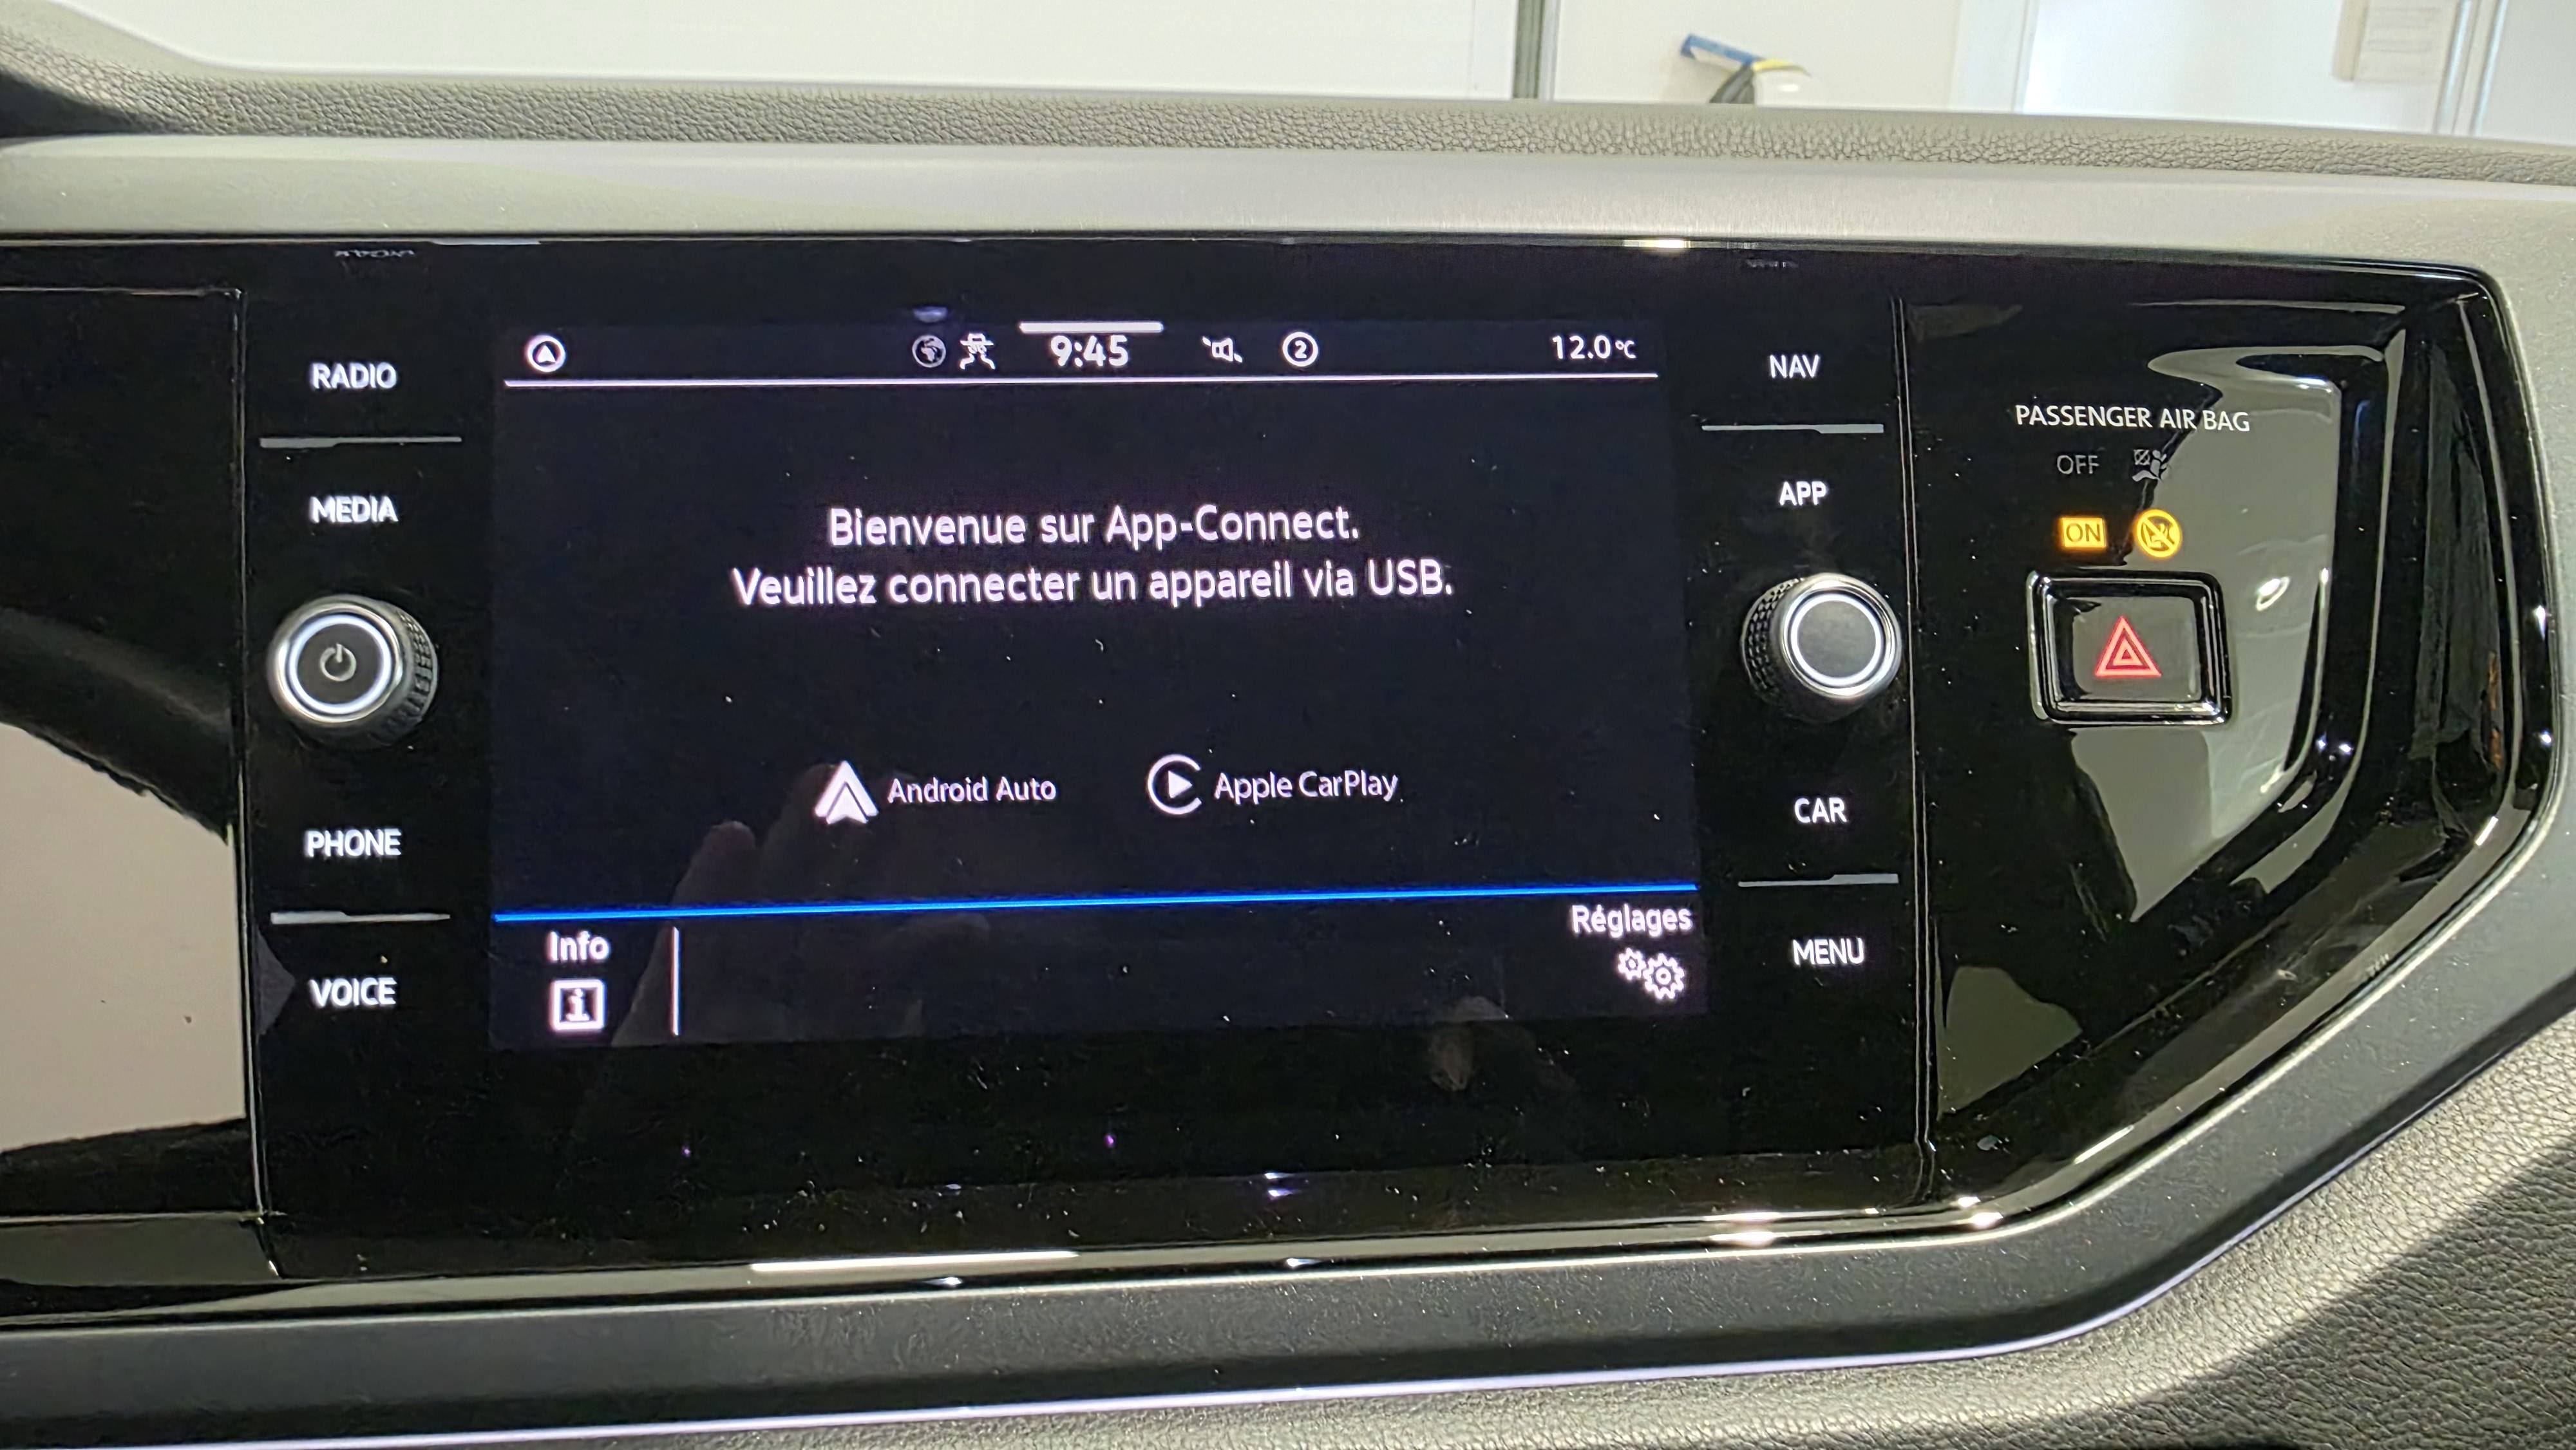 9:45
2
12.0°C
RADIO
MEDIA
PHONE
VOICE
Bienvenue sur App-Connect.
Veuillez connecter un appareil via USB.
Android Auto
Apple CarPlay
Info
Réglages
NAV
APP
CAR
MENU
PASSENGER AIR BAG
OFF
ON